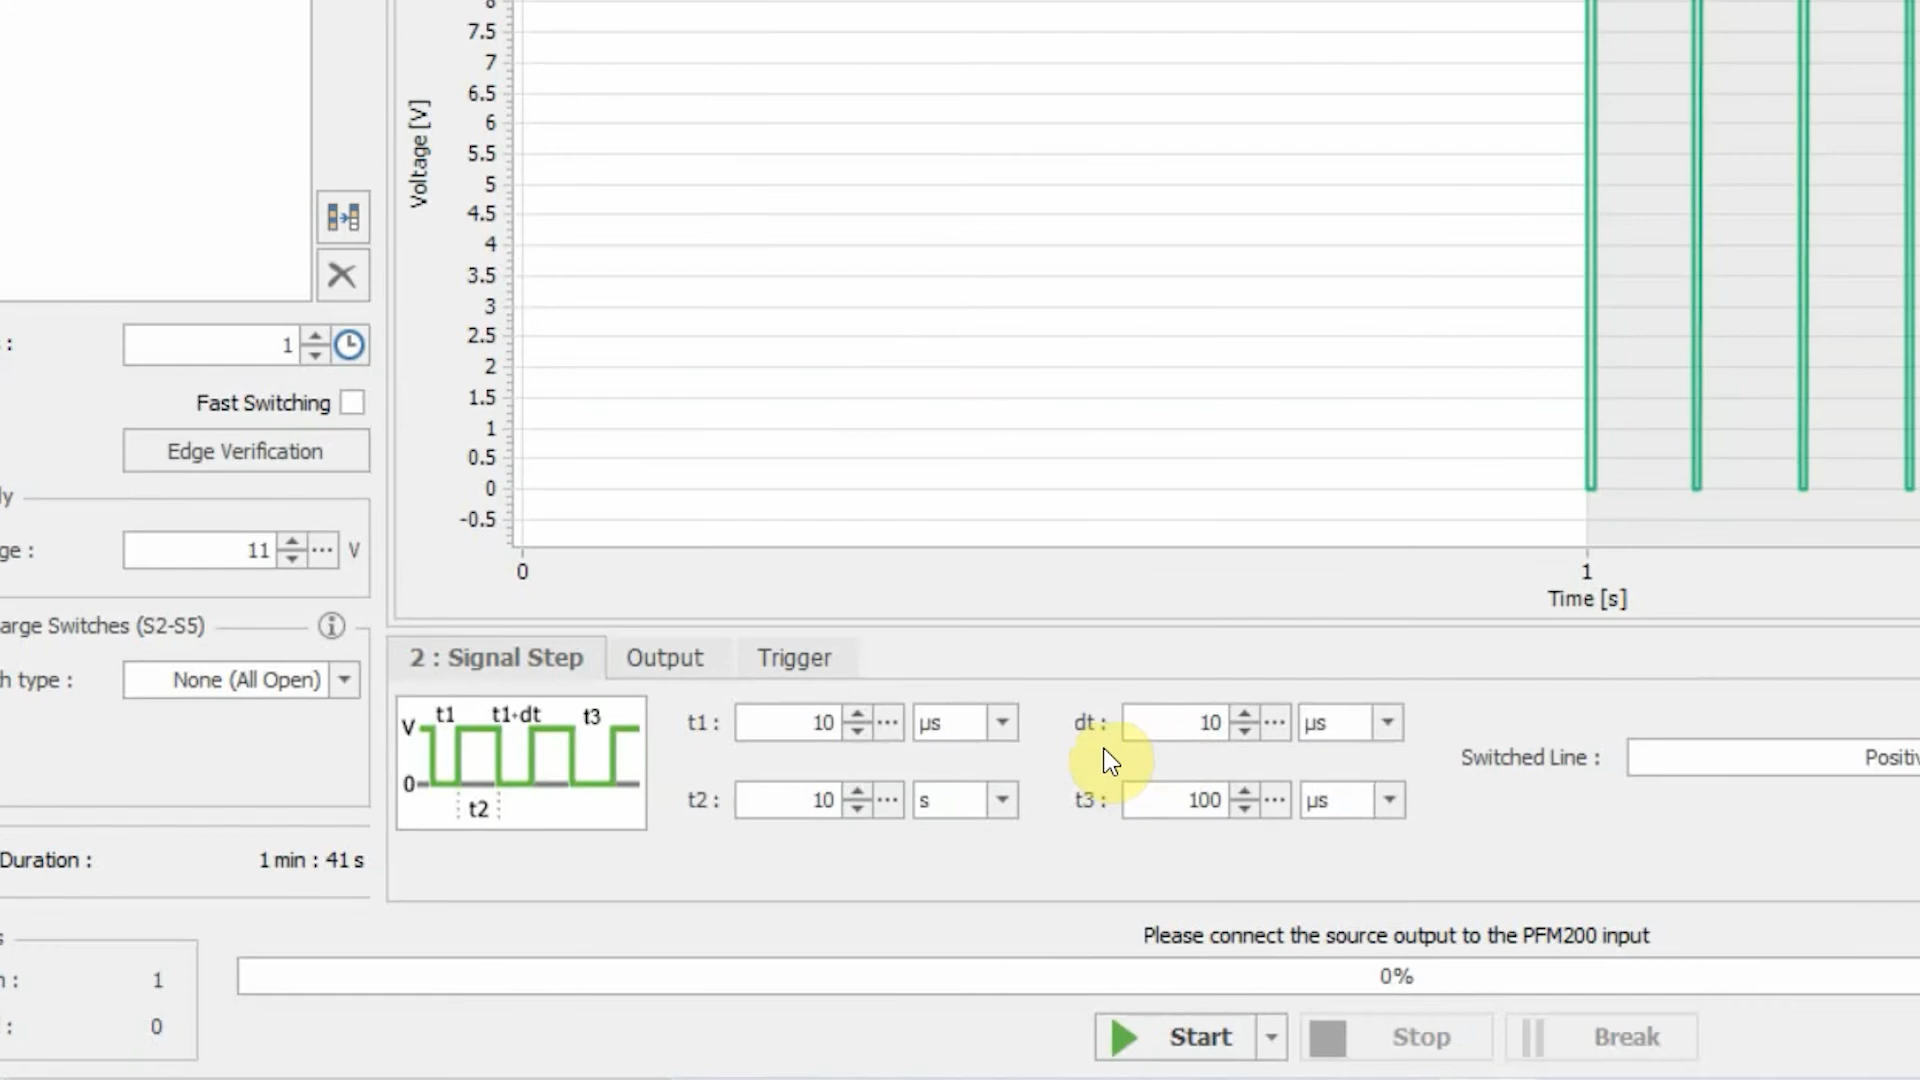 8
7.5
7
6.5
6
5.5
5
4.5
4
3.5
3
2.5
2
1.5
1
0.5
0
-0.5
Voltage [V]
0
1
Time [s]
:
1
Fast Switching
Edge Verification
ly
ge :
11
V
arge Switches (S2-S5)
h type :
None (All Open)
Duration :
1 min : 41 s
n :
1
:
0
2 : Signal Step
Output
Trigger
V
t1
t1+dt
t3
0
t2
t1 :
10
µs
dt :
10
µs
t2 :
10
s
t3 :
100
µs
Switched Line :
Positiv
Please connect the source output to the PFM200 input
0%
Start
Stop
Break